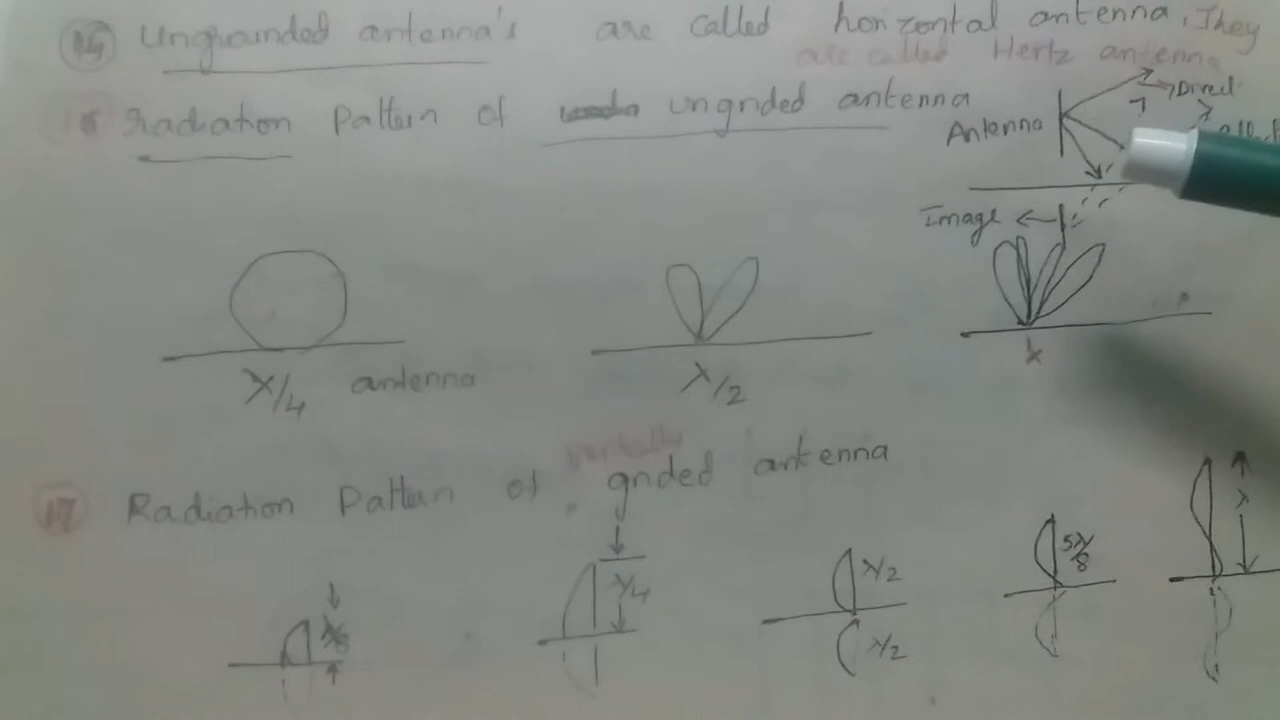 15 Ungrounded antenna's are called horizontal antenna. They
are called Hertz antenna
16 Radiation Pattern of ungnded antenna
Direct
Antenna
Image
λ/4 antenna
λ/2
λ
vertically
17 Radiation Pattern of gnded antenna
λ/8
λ/4
λ/2
λ/2
5λ/8
λ